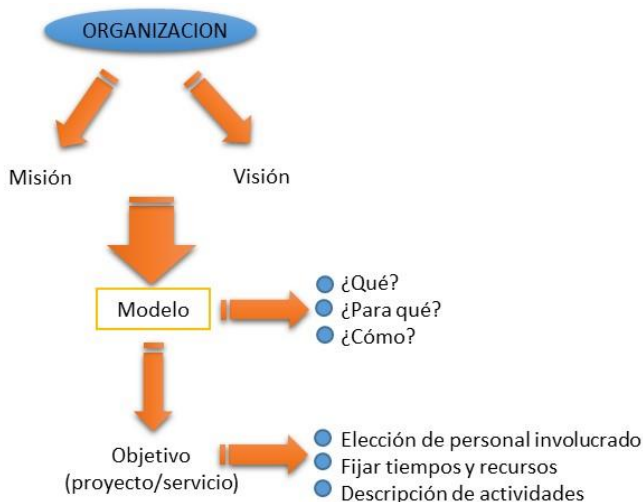 ORGANIZACION
Misión
Visión
Modelo
¿Qué?
¿Para qué?
¿Cómo?
Objetivo
(proyecto/servicio)
Elección de personal involucrado
Fijar tiempos y recursos
Descripción de actividades